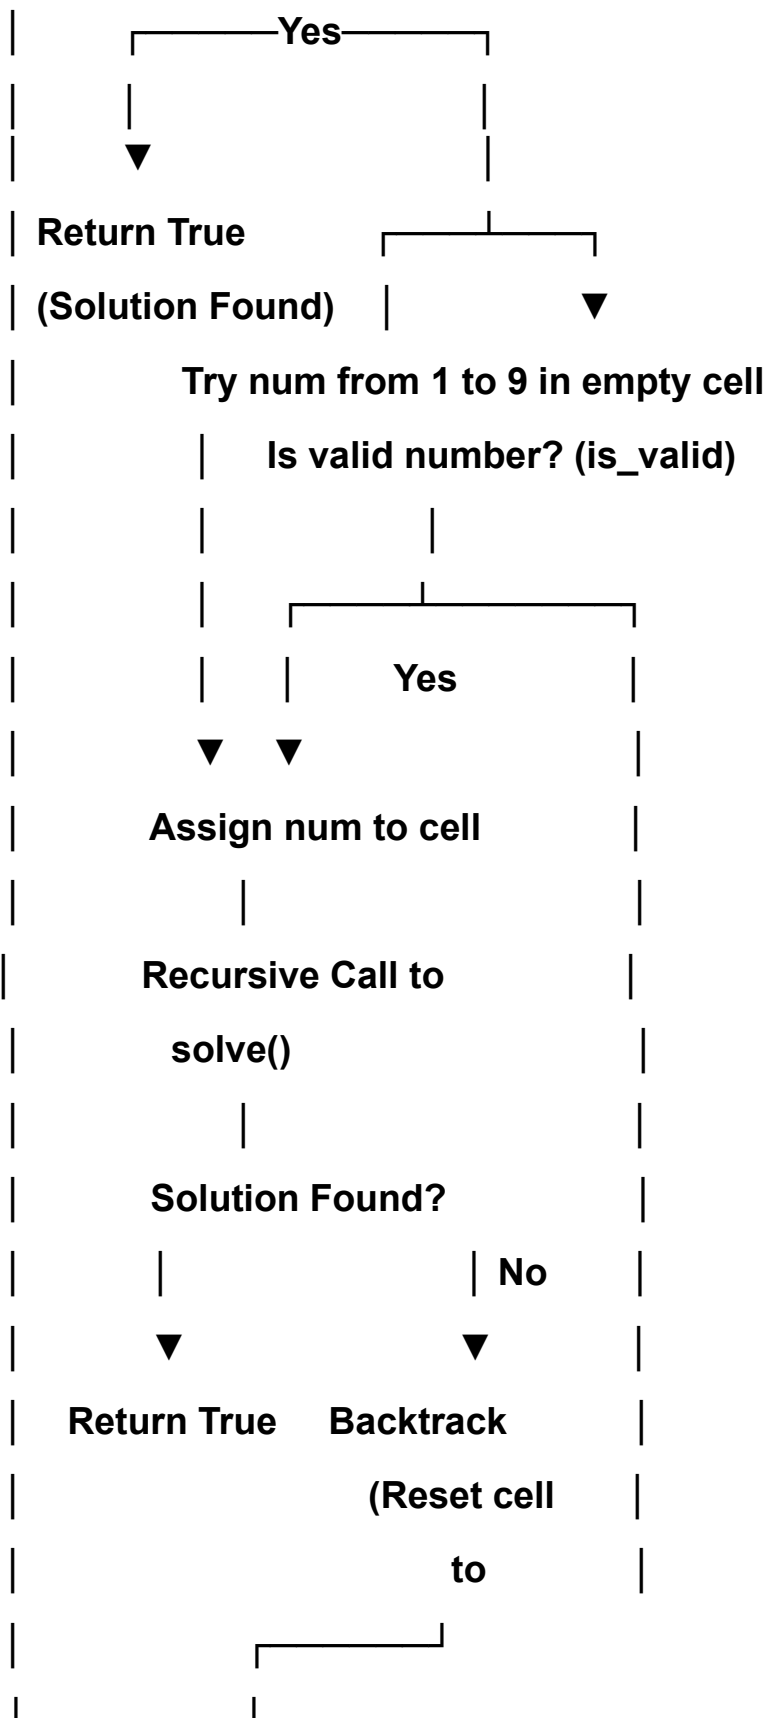 Yes
Return True
(Solution Found)
Try num from 1 to 9 in empty cell
Is valid number? (is_valid)
Yes
Assign num to cell
Recursive Call to
solve()
Solution Found?
No
Return True Backtrack
(Reset cell
to